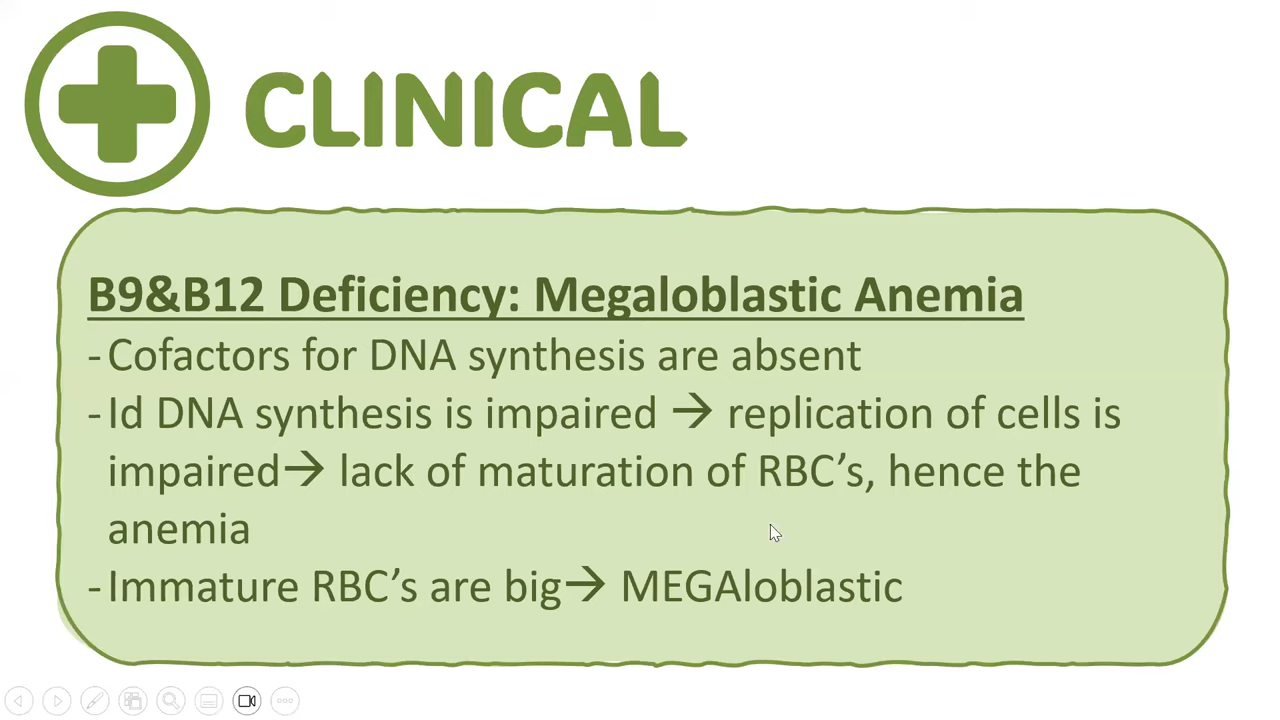 CLINICAL
B9&B12 Deficiency: Megaloblastic Anemia
- Cofactors for DNA synthesis are absent
- Id DNA synthesis is impaired → replication of cells is
impaired→ lack of maturation of RBC’s, hence the
anemia
- Immature RBC’s are big→ MEGAloblastic